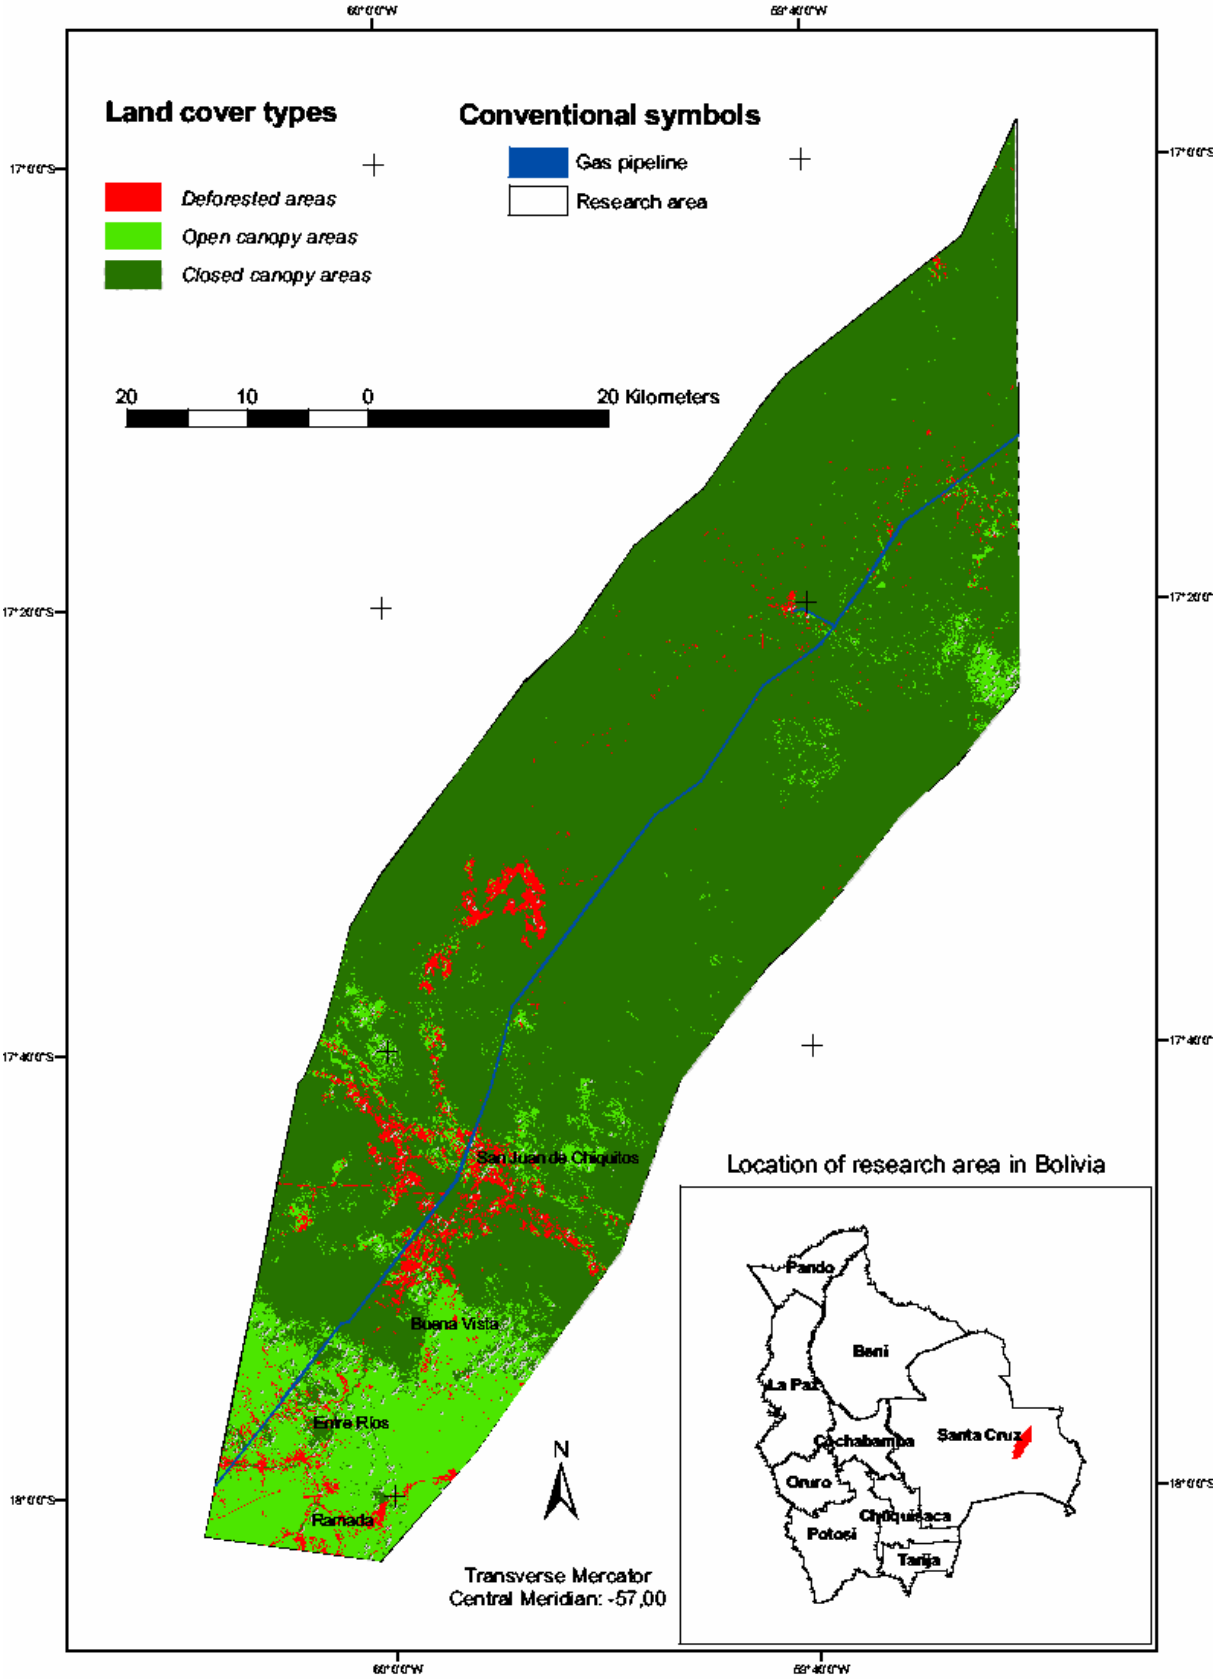 60°0'0"W
59°40'0"W
Land cover types
Conventional symbols
17°0'0"S
17°0'0"S
Gas pipeline
Research area
Deforested areas
Open canopy areas
Closed canopy areas
20 10 0 20 Kilometers
17°20'0"S
17°20'0"S
17°40'0"S
17°40'0"S
San Juan de Chiquitos
Location of research area in Bolivia
Pando
Buena Vista
Beni
La Paz
Entre Ríos
Santa Cruz
Cochabamba
N
Oruro
18°0'0"S
18°0'0"S
Ramada
Chuquisaca
Potosi
Tarija
Transverse Mercator
Central Meridian: -57,00
60°0'0"W
59°40'0"W